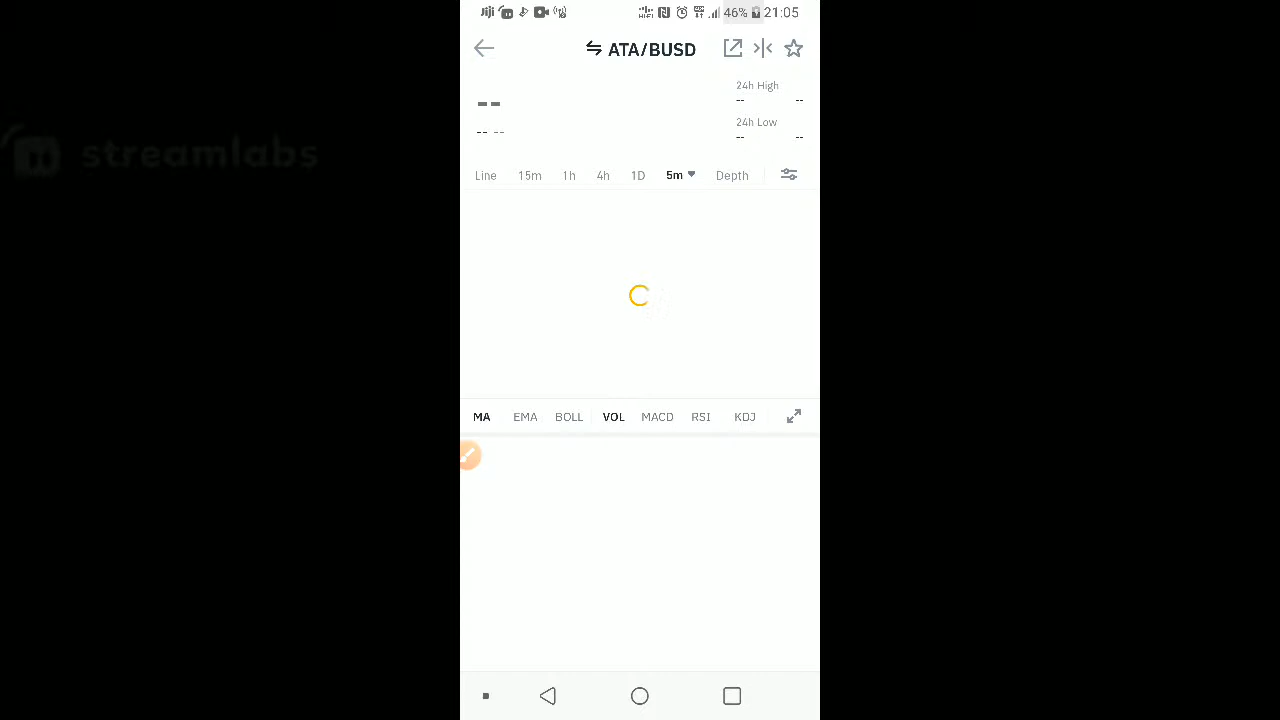 Jiji 46% 21:05
ATA/BUSD
streamlabs
--
-- --
24h High
-- --
24h Low
-- --
Line 15m 1h 4h 1D 5m Depth
MA EMA BOLL VOL MACD RSI KDJ